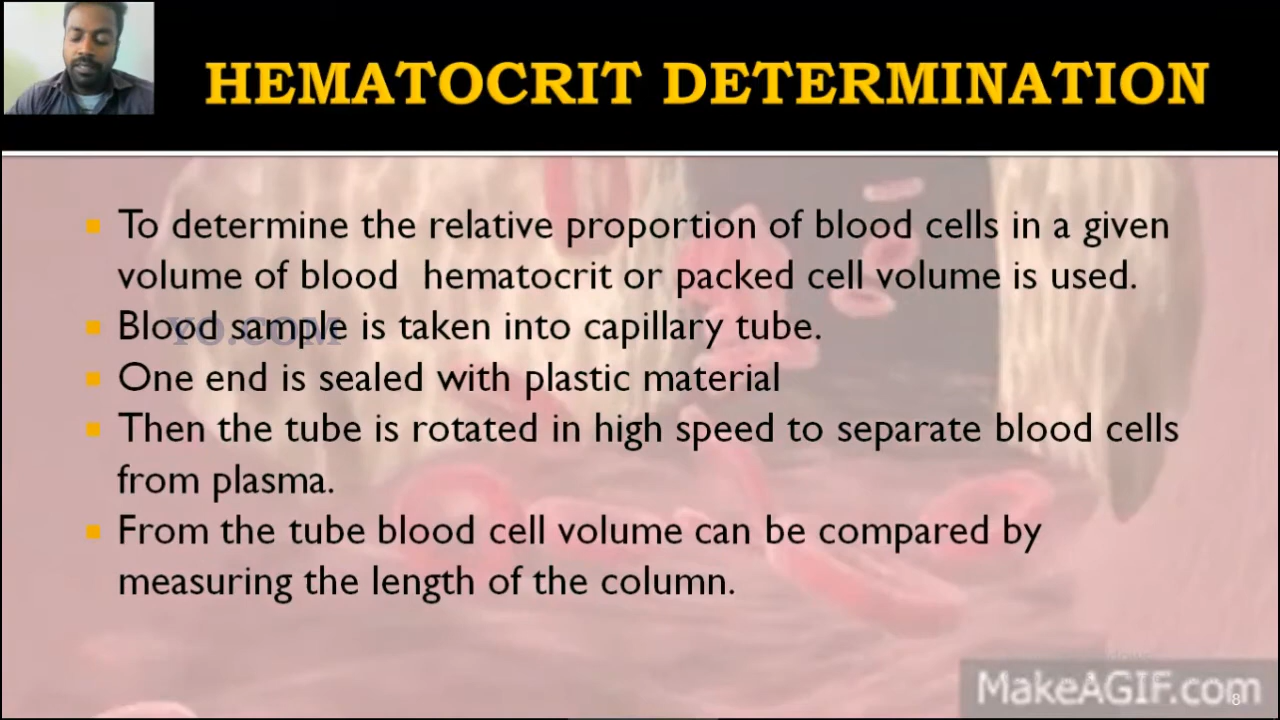 HEMATOCRIT DETERMINATION
To determine the relative proportion of blood cells in a given
volume of blood hematocrit or packed cell volume is used.
Blood sample is taken into capillary tube.
One end is sealed with plastic material
Then the tube is rotated in high speed to separate blood cells
from plasma.
From the tube blood cell volume can be compared by
measuring the length of the column.
MakeAGIF.com
8